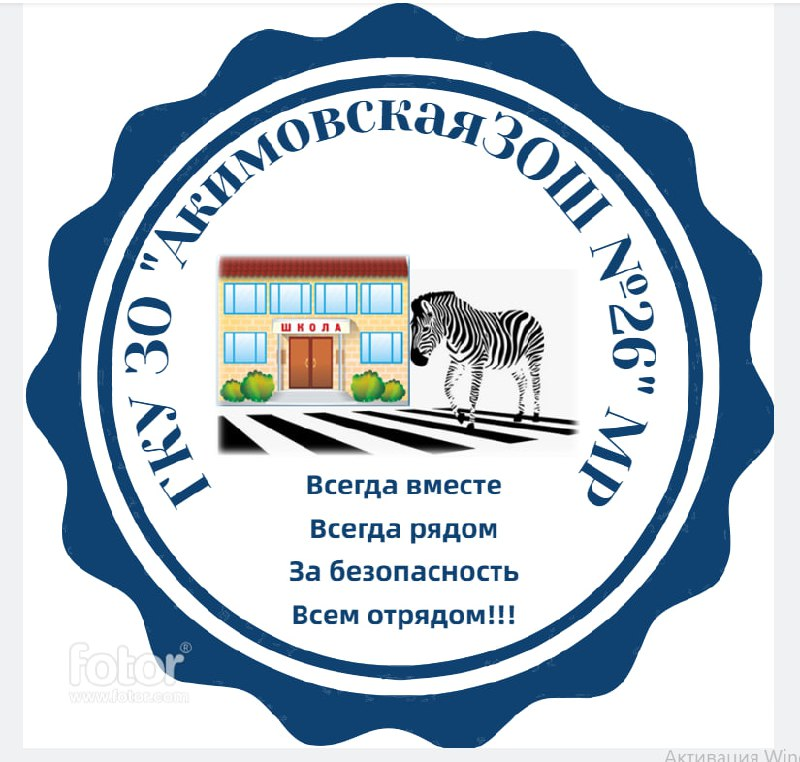 ГКУ ЗО "АкимовскаяЗОШ №26" МР
ШКОЛА
Всегда вместе
Всегда рядом
За безопасность
Всем отрядом!!!
fotor®
www.fotor.com
Активация Win